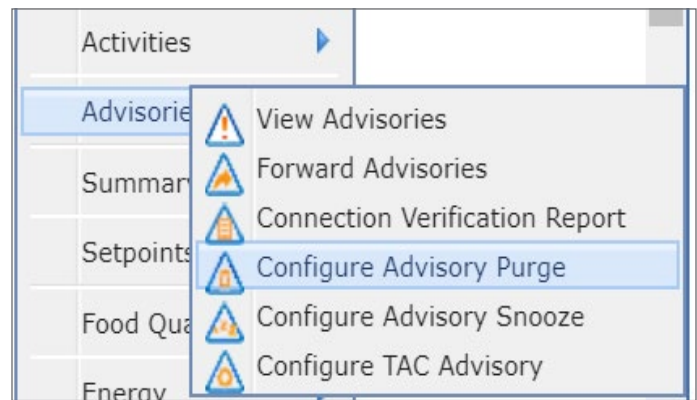 Activities
Advisorie
View Advisories
Forward Advisories
Summar
Connection Verification Report
Setpoints
Configure Advisory Purge
Food Qua
Configure Advisory Snooze
Configure TAC Advisory
Energy